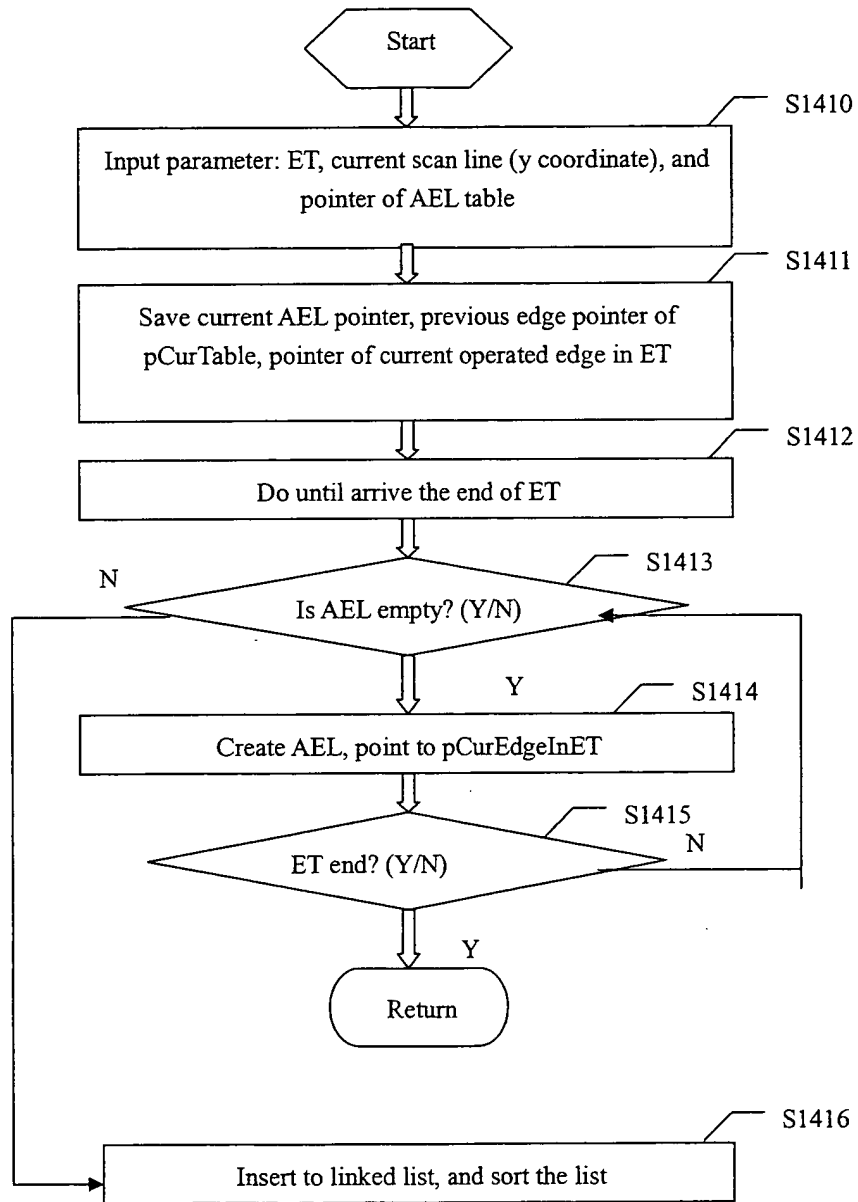 Start
S1410
Input parameter: ET, current scan line (y coordinate), and
pointer of AEL table
S1411
Save current AEL pointer, previous edge pointer of
pCurTable, pointer of current operated edge in ET
S1412
Do until arrive the end of ET
S1413
N
Is AEL empty? (Y/N)
Y
S1414
Create AEL, point to pCurEdgeInET
S1415
N
ET end? (Y/N)
Y
Return
S1416
Insert to linked list, and sort the list